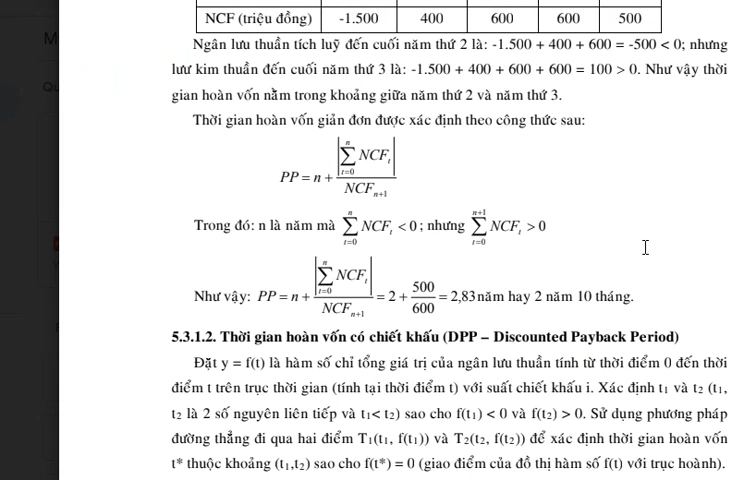 NCF (triệu đồng) -1.500 400 600 600 500
Ngân lưu thuần tích luỹ đến cuối năm thứ 2 là: -1.500 + 400 + 600 = -500 < 0; nhưng
lưư kim thuần đến cuối năm thứ 3 là: -1.500 + 400 + 600 + 600 = 100 > 0. Như vậy thời
gian hoàn vốn nằm trong khoảng giữa năm thứ 2 và năm thứ 3.
Thời gian hoàn vốn giản đơn được xác định theo công thức sau:
PP = n + |∑_{t=0}^{n} NCF_t| / NCF_{n+1}
Trong đó: n là năm mà ∑_{t=0}^{n} NCF_t < 0; nhưng ∑_{t=0}^{n+1} NCF_t > 0
Như vậy: PP = n + |∑_{t=0}^{n} NCF_t| / NCF_{n+1} = 2 + 500/600 = 2,83 năm hay 2 năm 10 tháng.
5.3.1.2. Thời gian hoàn vốn có chiết khấu (DPP – Discounted Payback Period)
Đặt y = f(t) là hàm số chỉ tổng giá trị của ngân lưu thuần tính từ thời điểm 0 đến thời
điểm t trên trục thời gian (tính tại thời điểm t) với suất chiết khấu i. Xác định t₁ và t₂ (t₁,
t₂ là 2 số nguyên liên tiếp và t₁< t₂) sao cho f(t₁) < 0 và f(t₂) > 0. Sử dụng phương pháp
đường thẳng đi qua hai điểm T₁(t₁, f(t₁)) và T₂(t₂, f(t₂)) để xác định thời gian hoàn vốn
t* thuộc khoảng (t₁,t₂) sao cho f(t*) = 0 (giao điểm của đồ thị hàm số f(t) với trục hoành).